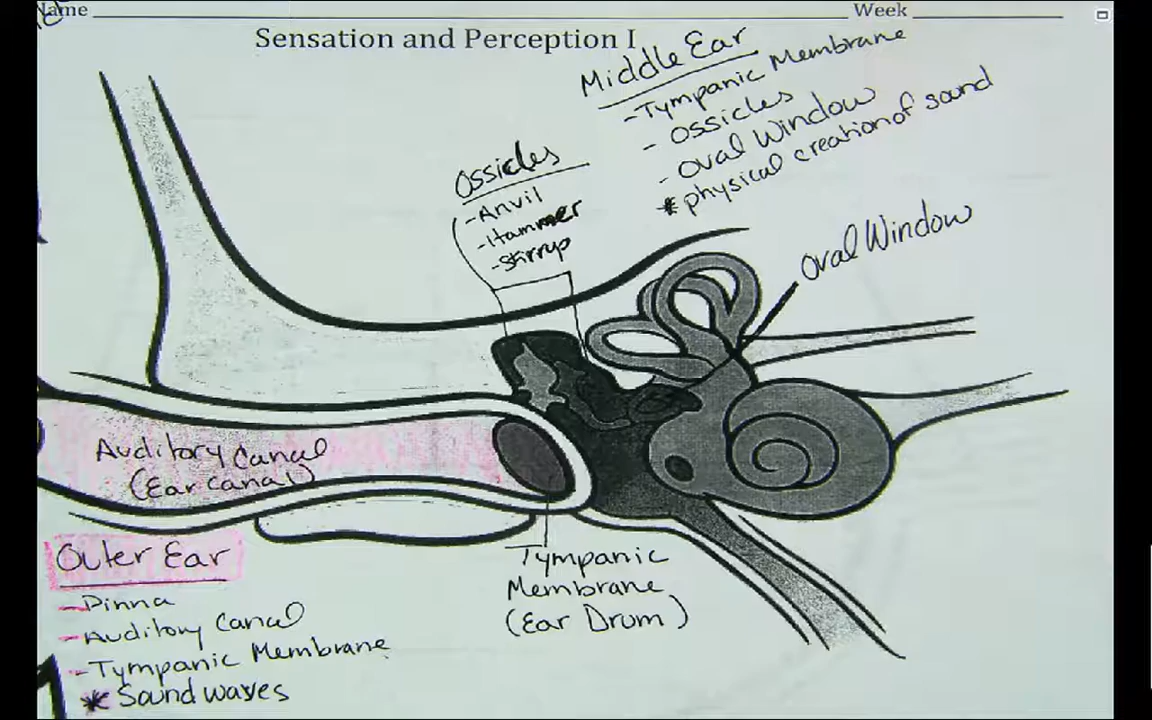 Name
Week
Sensation and Perception I
Middle Ear
-Tympanic Membrane
- Ossicles
- Oval Window
* physical creation of sound
Ossicles
-Anvil
-Hammer
-Stirrup
Oval Window
Auditory Canal
(Ear Canal)
Tympanic
Membrane
(Ear Drum)
Outer Ear
-Pinna
-Auditory Canal
-Tympanic Membrane
* Sound waves